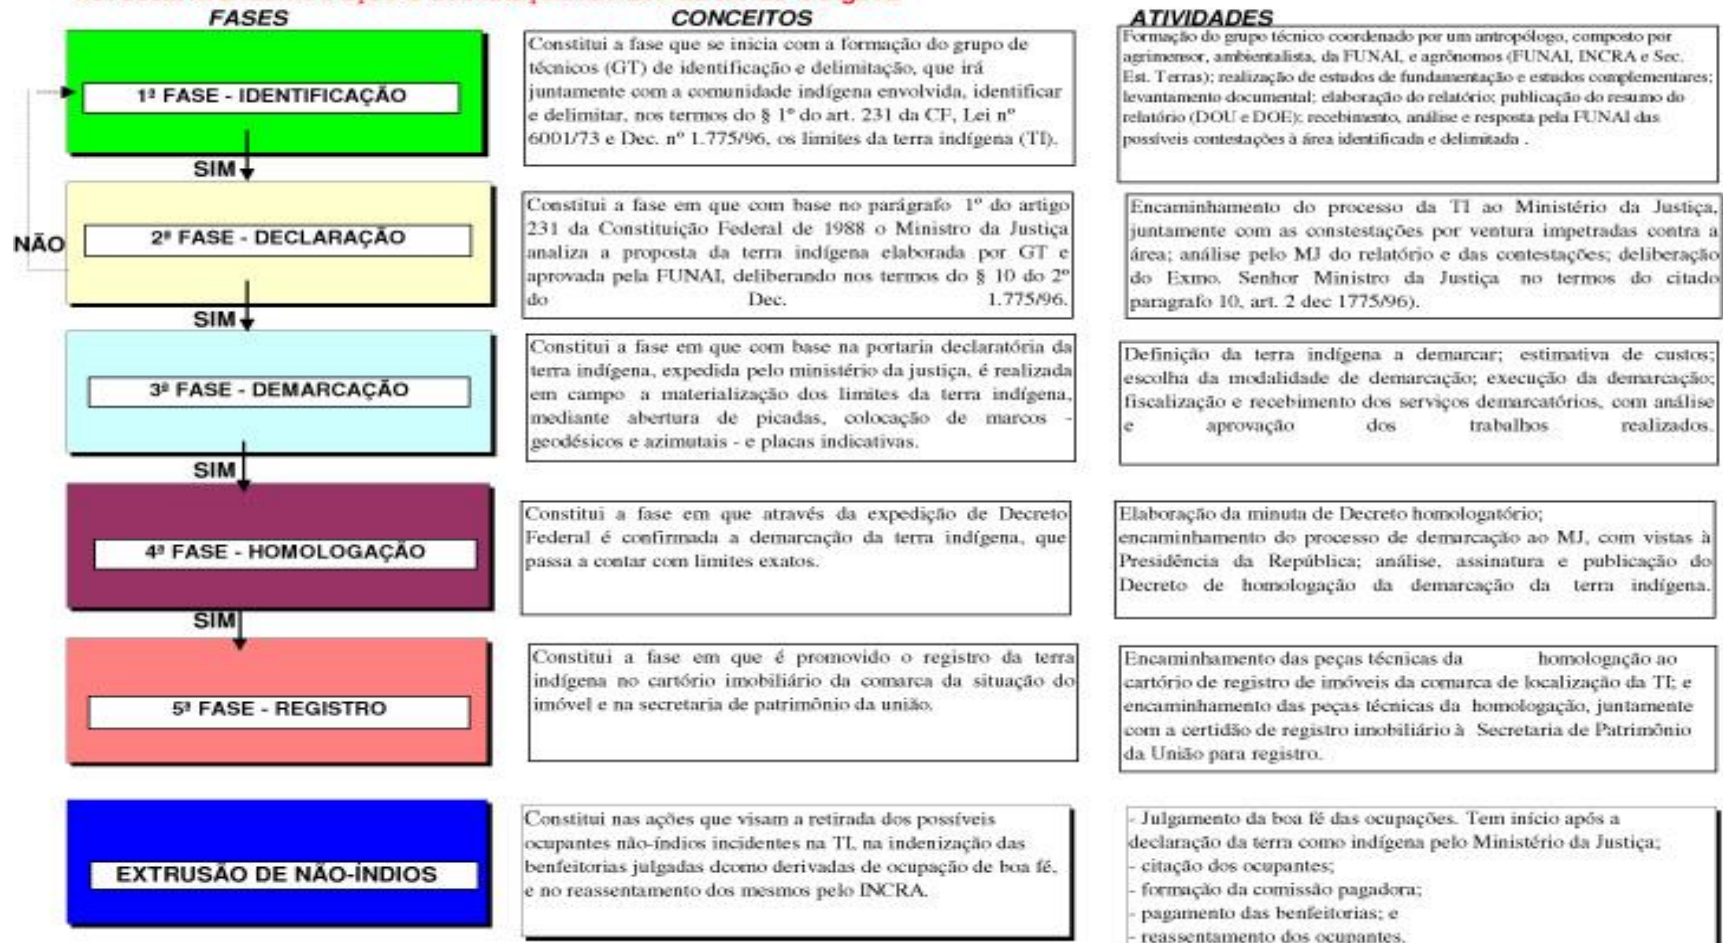 FASES
CONCEITOS
ATIVIDADES
1ª FASE - IDENTIFICAÇÃO
Constitui a fase que se inicia com a formação do grupo de
técnicos (GT) de identificação e delimitação, que irá
juntamente com a comunidade indígena envolvida, identificar
e delimitar, nos termos do § 1º do art. 231 da CF, Lei nº
6001/73 e Dec. nº 1.775/96, os limites da terra indígena (TI).
Formação do grupo técnico coordenado por um antropólogo, composto por
agrimensor, ambientalista, da FUNAI, e agrônomos (FUNAI, INCRA e Sec.
Est. Terras); realização de estudos de fundamentação e estudos complementares;
levantamento documental; elaboração do relatório; publicação do resumo do
relatório (DOU e DOE); recebimento, análise e resposta pela FUNAI das
possíveis contestações à área identificada e delimitada .
SIM
NÃO
2ª FASE - DECLARAÇÃO
Constitui a fase em que com base no parágrafo 1º do artigo
231 da Constituição Federal de 1988 o Ministro da Justiça
analiza a proposta da terra indígena elaborada por GT e
aprovada pela FUNAI, deliberando nos termos do § 10 do 2º
do Dec. 1.775/96.
Encaminhamento do processo da TI ao Ministério da Justiça,
juntamente com as constestações por ventura impetradas contra a
área; análise pelo MJ do relatório e das contestações; deliberação
do Exmo. Senhor Ministro da Justiça no termos do citado
paragrafo 10, art. 2 dec 1775/96).
SIM
3ª FASE - DEMARCAÇÃO
Constitui a fase em que com base na portaria declaratória da
terra indígena, expedida pelo ministério da justiça, é realizada
em campo a materialização dos limites da terra indígena,
mediante abertura de picadas, colocação de marcos -
geodésicos e azimutais - e placas indicativas.
Definição da terra indígena a demarcar; estimativa de custos;
escolha da modalidade de demarcação; execução da demarcação;
fiscalização e recebimento dos serviços demarcatórios, com análise
e aprovação dos trabalhos realizados.
SIM
4ª FASE - HOMOLOGAÇÃO
Constitui a fase em que através da expedição de Decreto
Federal é confirmada a demarcação da terra indígena, que
passa a contar com limites exatos.
Elaboração da minuta de Decreto homologatório;
encaminhamento do processo de demarcação ao MJ, com vistas à
Presidência da República; análise, assinatura e publicação do
Decreto de homologação da demarcação da terra indígena.
SIM
5ª FASE - REGISTRO
Constitui a fase em que é promovido o registro da terra
indígena no cartório imobiliário da comarca da situação do
imóvel e na secretaria de patrimônio da união.
Encaminhamento das peças técnicas da homologação ao
cartório de registro de imóveis da comarca de localização da TI; e
encaminhamento das peças técnicas da homologação, juntamente
com a certidão de registro imobiliário à Secretaria de Patrimônio
da União para registro.
EXTRUSÃO DE NÃO-ÍNDIOS
Constitui nas ações que visam a retirada dos possíveis
ocupantes não-índios incidentes na TI, na indenização das
benfeitorias julgadas dcomo derivadas de ocupação de boa fé,
e no reassentamento dos mesmos pelo INCRA.
- Julgamento da boa fé das ocupações. Tem início após a
declaração da terra como indígena pelo Ministério da Justiça;
- citação dos ocupantes;
- formação da comissão pagadora;
- pagamento das benfeitorias; e
- reassentamento dos ocupantes.